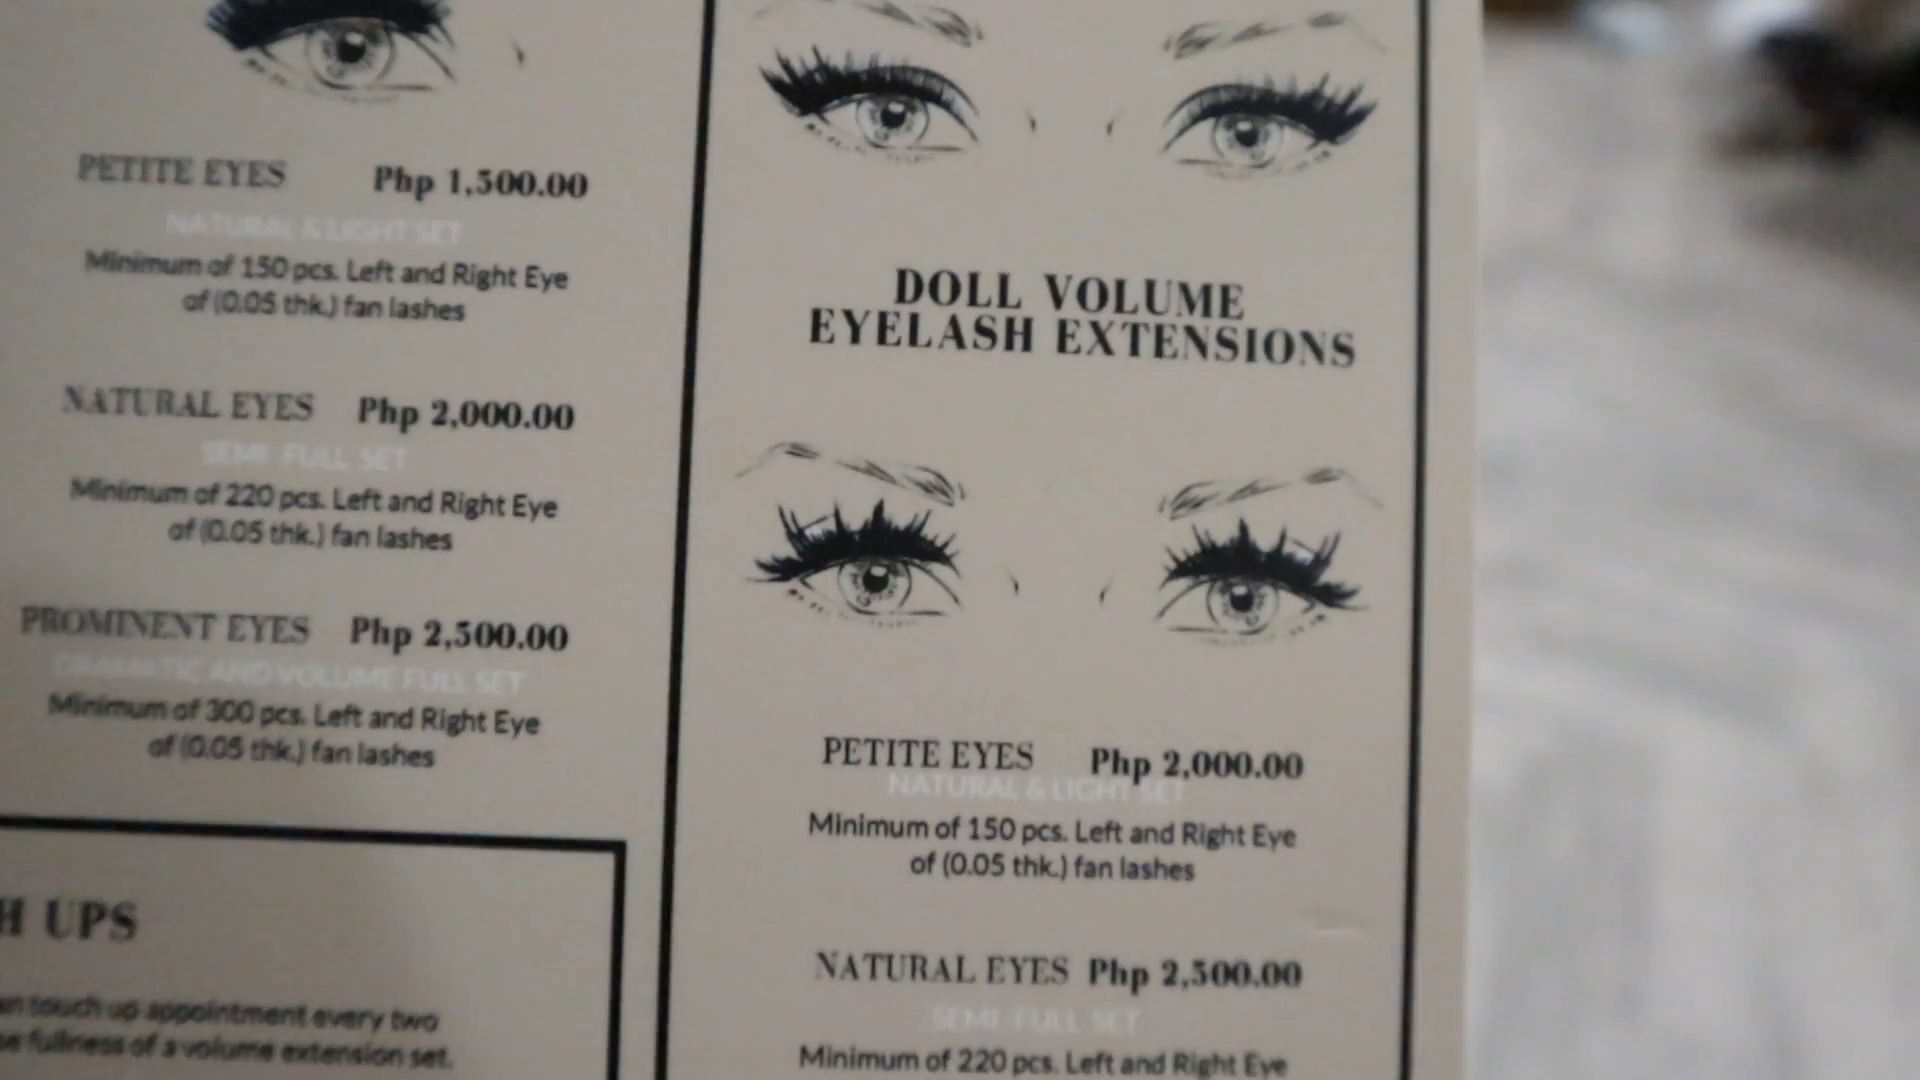 PETITE EYES Php 1,500.00
NATURAL & LIGHT SET
Minimum of 150 pcs. Left and Right Eye
of (0.05 thk.) fan lashes
NATURAL EYES Php 2,000.00
SEMI-FULL SET
Minimum of 220 pcs. Left and Right Eye
of (0.05 thk.) fan lashes
PROMINENT EYES Php 2,500.00
DRAMATIC AND VOLUME FULL SET
Minimum of 300 pcs. Left and Right Eye
of (0.05 thk.) fan lashes
H UPS
touch up appointment every two
fullness of a volume extension set.
DOLL VOLUME
EYELASH EXTENSIONS
PETITE EYES Php 2,000.00
NATURAL & LIGHT SET
Minimum of 150 pcs. Left and Right Eye
of (0.05 thk.) fan lashes
NATURAL EYES Php 2,500.00
SEMI-FULL SET
Minimum of 220 pcs. Left and Right Eye